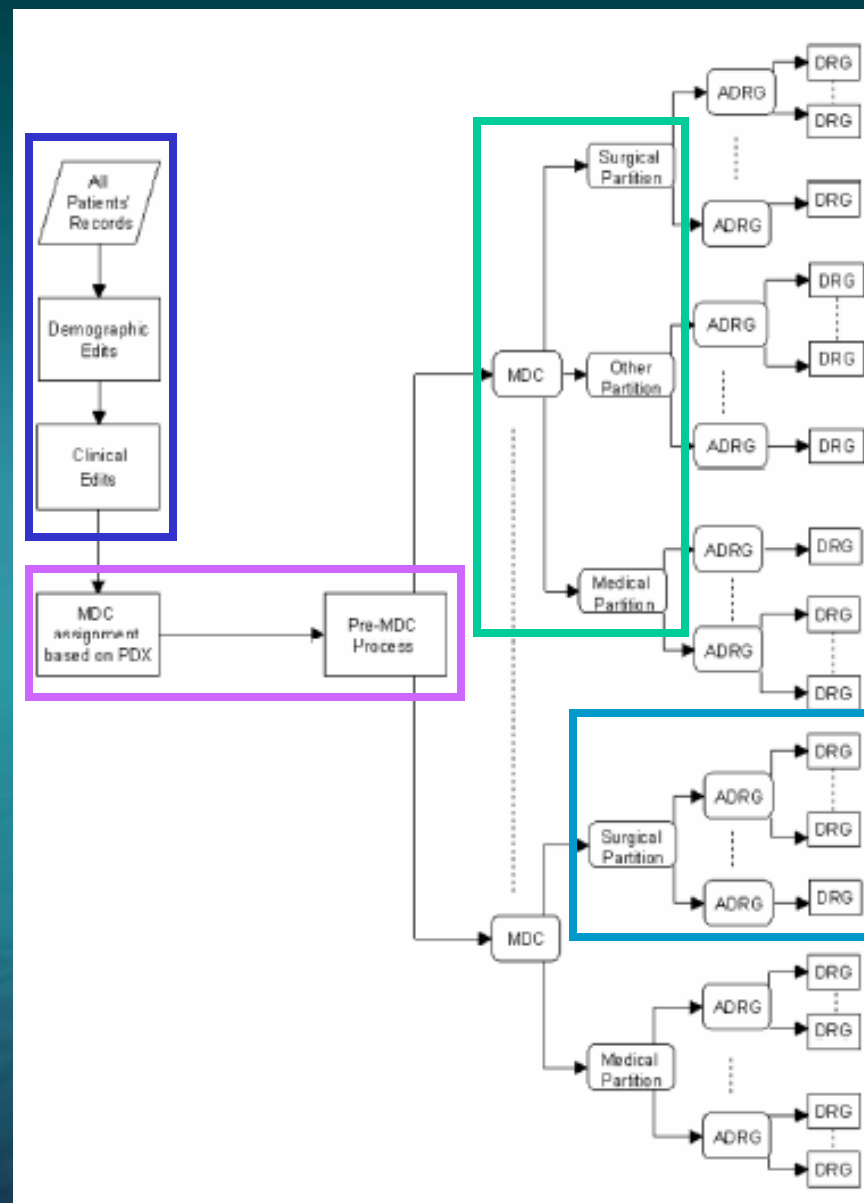 All
Patients'
Records
Demographic
Edits
Clinical
Edits
MDC
assignment
based on PDX
Pre-MDC
Process
MDC
Surgical
Partition
ADRG
DRG
DRG
ADRG
DRG
Other
Partition
ADRG
DRG
DRG
ADRG
DRG
Medical
Partition
ADRG
DRG
ADRG
DRG
DRG
MDC
Surgical
Partition
ADRG
DRG
DRG
ADRG
DRG
Medical
Partition
ADRG
DRG
DRG
ADRG
DRG
DRG